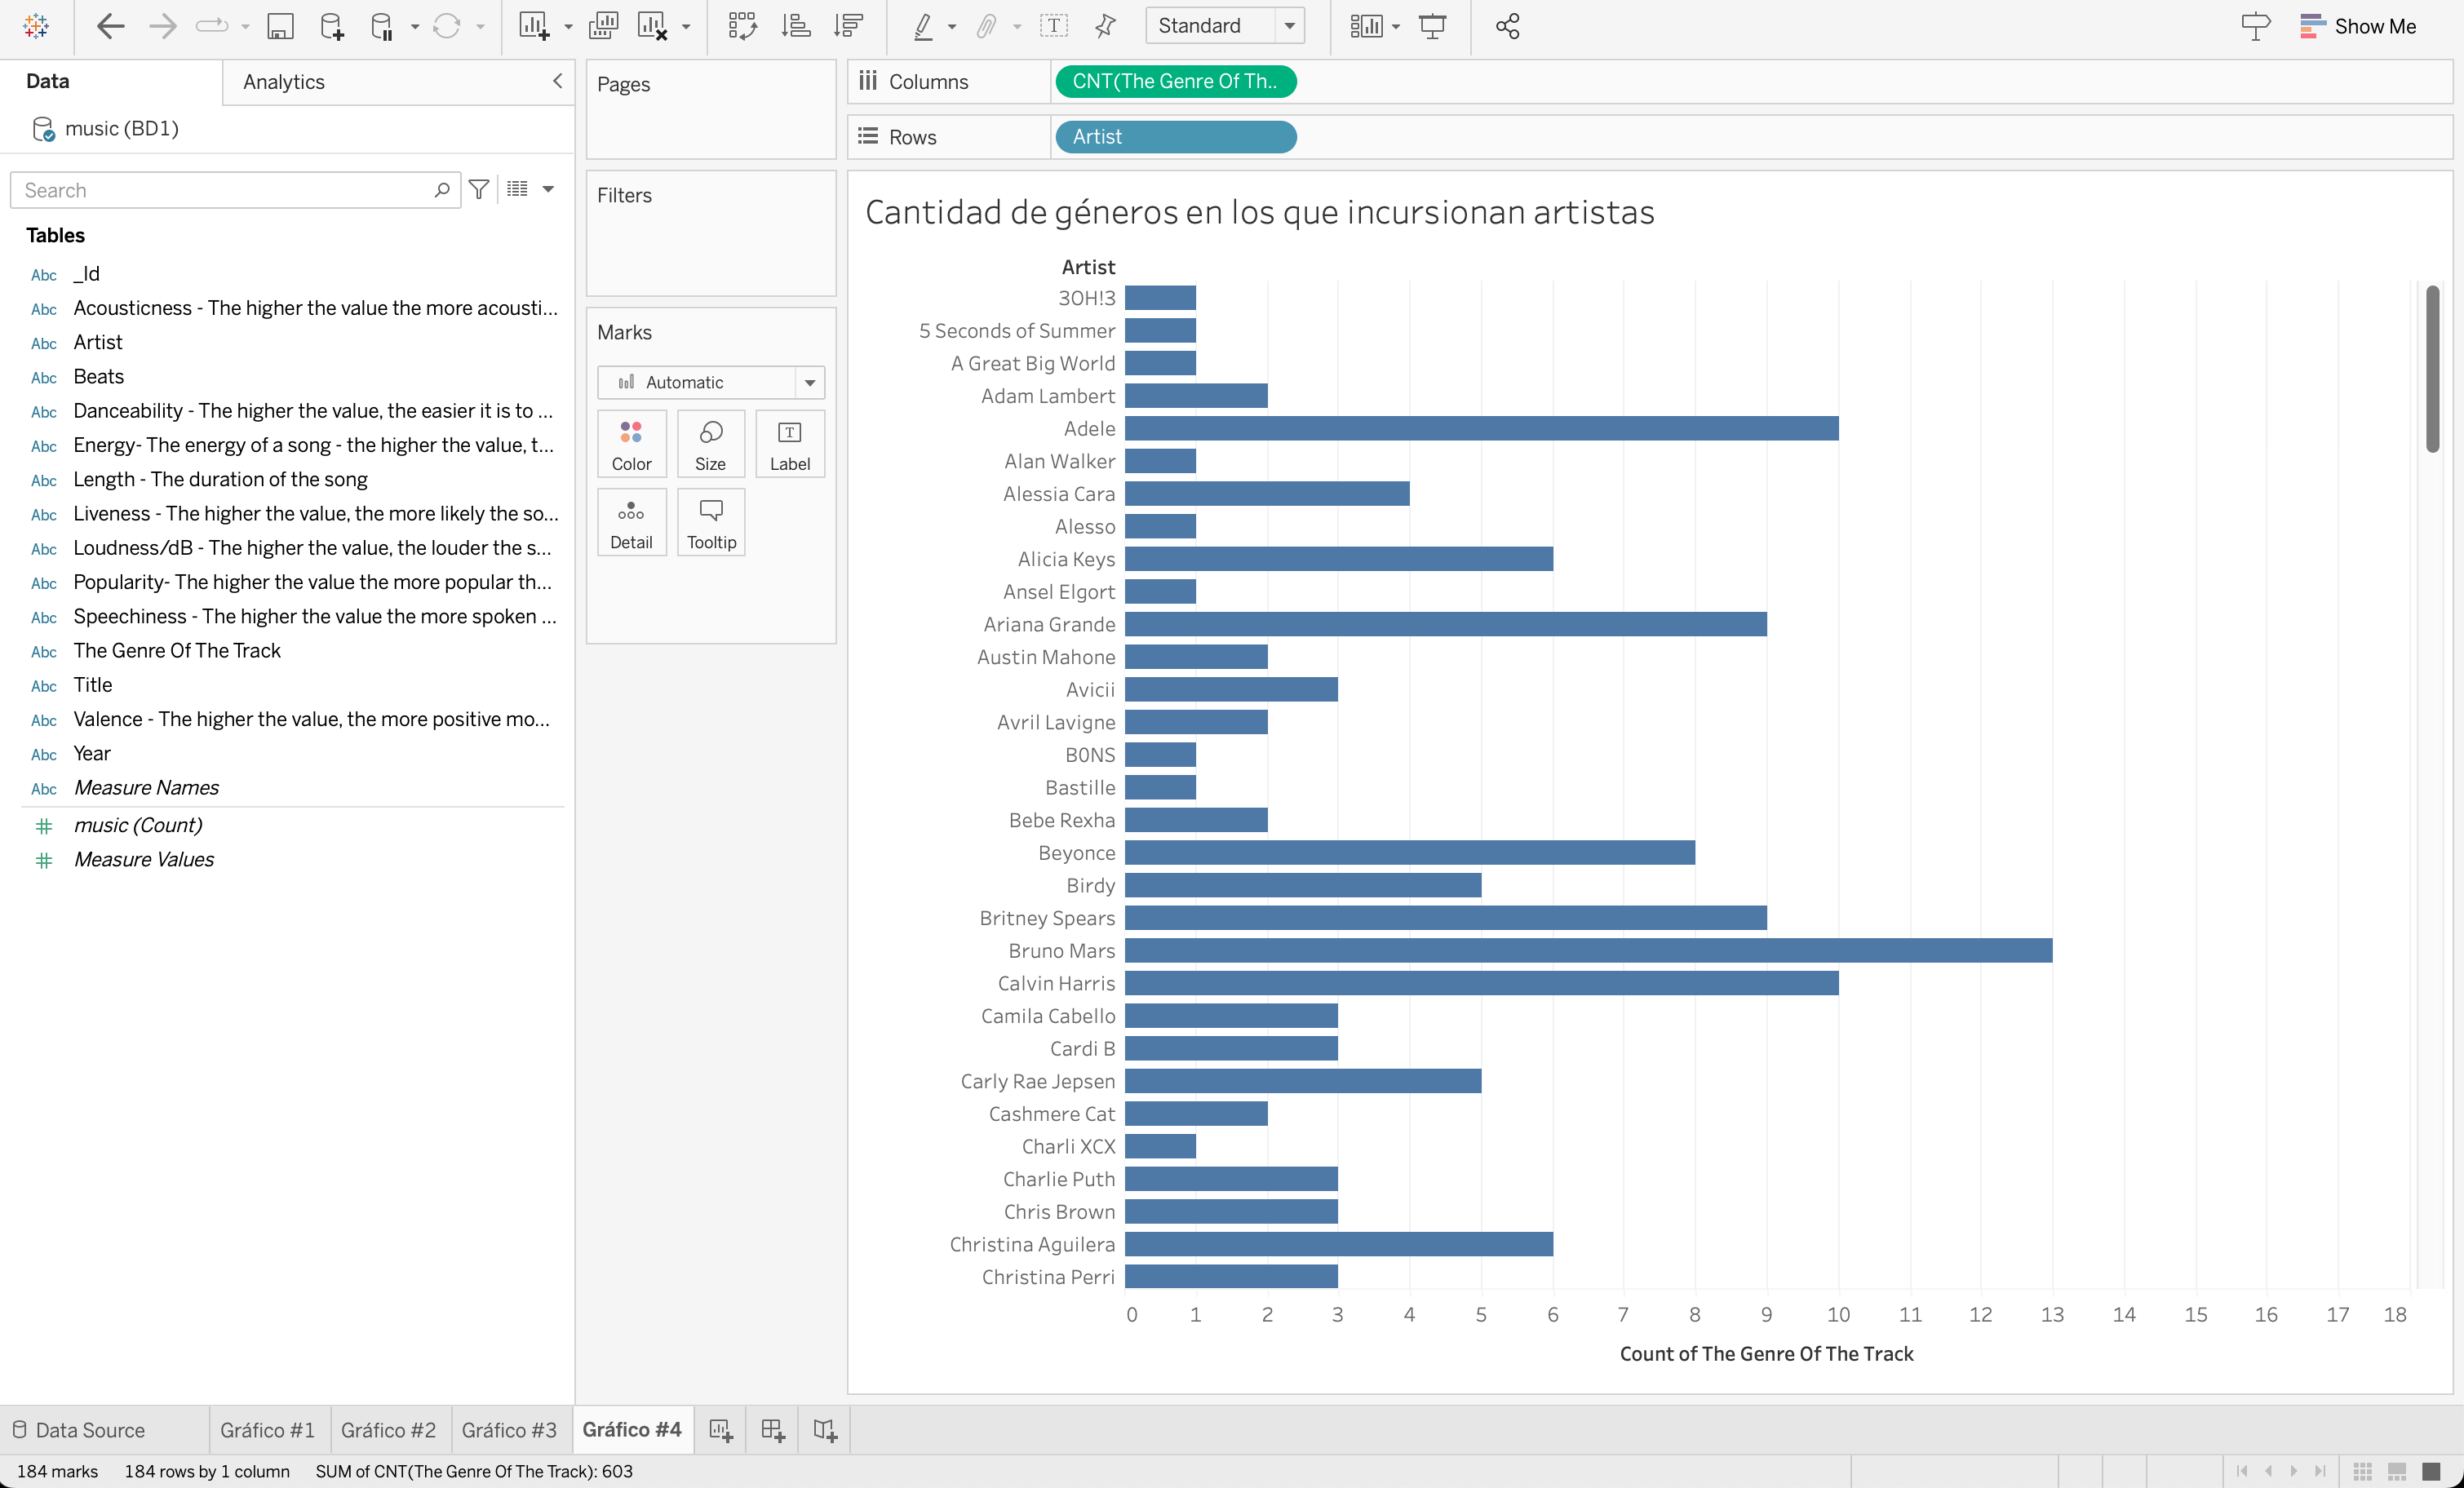 Standard
Show Me
Data
Analytics
music (BD1)
Search
Tables
Abc _Id
Abc Acousticness - The higher the value the more acousti...
Abc Artist
Abc Beats
Abc Danceability - The higher the value, the easier it is to ...
Abc Energy- The energy of a song - the higher the value, t...
Abc Length - The duration of the song
Abc Liveness - The higher the value, the more likely the so...
Abc Loudness/dB - The higher the value, the louder the s...
Abc Popularity- The higher the value the more popular th...
Abc Speechiness - The higher the value the more spoken ...
Abc The Genre Of The Track
Abc Title
Abc Valence - The higher the value, the more positive mo...
Abc Year
Abc Measure Names
# music (Count)
# Measure Values
Pages
Filters
Marks
Automatic
Color
Size
T
Label
Detail
Tooltip
Columns
CNT(The Genre Of Th..
Rows
Artist
Cantidad de géneros en los que incursionan artistas
Artist
3OH!3
5 Seconds of Summer
A Great Big World
Adam Lambert
Adele
Alan Walker
Alessia Cara
Alesso
Alicia Keys
Ansel Elgort
Ariana Grande
Austin Mahone
Avicii
Avril Lavigne
B0NS
Bastille
Bebe Rexha
Beyonce
Birdy
Britney Spears
Bruno Mars
Calvin Harris
Camila Cabello
Cardi B
Carly Rae Jepsen
Cashmere Cat
Charli XCX
Charlie Puth
Chris Brown
Christina Aguilera
Christina Perri
0 1 2 3 4 5 6 7 8 9 10 11 12 13 14 15 16 17 18
Count of The Genre Of The Track
Data Source
Gráfico #1
Gráfico #2
Gráfico #3
Gráfico #4
184 marks
184 rows by 1 column
SUM of CNT(The Genre Of The Track): 603